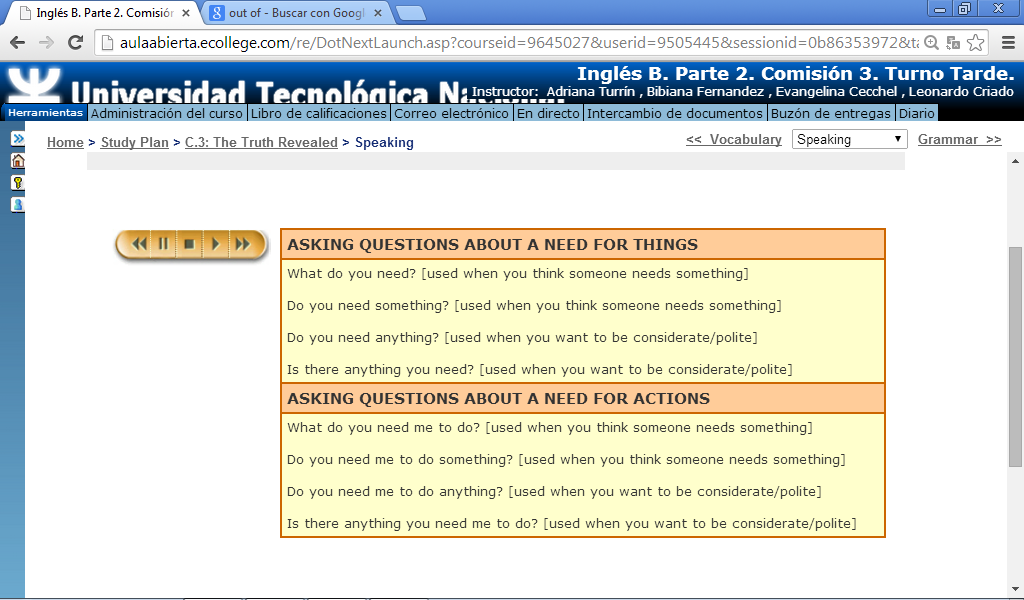 Inglés B. Parte 2. Comisión
out of - Buscar con Googl
aulaabierta.ecollege.com/re/DotNextLaunch.asp?courseid=9645027&userid=9505445&sessionid=0b86353972&ta
Universidad Tecnológica Na
Inglés B. Parte 2. Comisión 3. Turno Tarde.
Instructor: Adriana Turrín , Bibiana Fernandez , Evangelina Cecchel , Leonardo Criado
Herramientas Administración del curso Libro de calificaciones Correo electrónico En directo Intercambio de documentos Buzón de entregas Diario
Home > Study Plan > C.3: The Truth Revealed > Speaking << Vocabulary Speaking Grammar >>
ASKING QUESTIONS ABOUT A NEED FOR THINGS
What do you need? [used when you think someone needs something]
Do you need something? [used when you think someone needs something]
Do you need anything? [used when you want to be considerate/polite]
Is there anything you need? [used when you want to be considerate/polite]
ASKING QUESTIONS ABOUT A NEED FOR ACTIONS
What do you need me to do? [used when you think someone needs something]
Do you need me to do something? [used when you think someone needs something]
Do you need me to do anything? [used when you want to be considerate/polite]
Is there anything you need me to do? [used when you want to be considerate/polite]